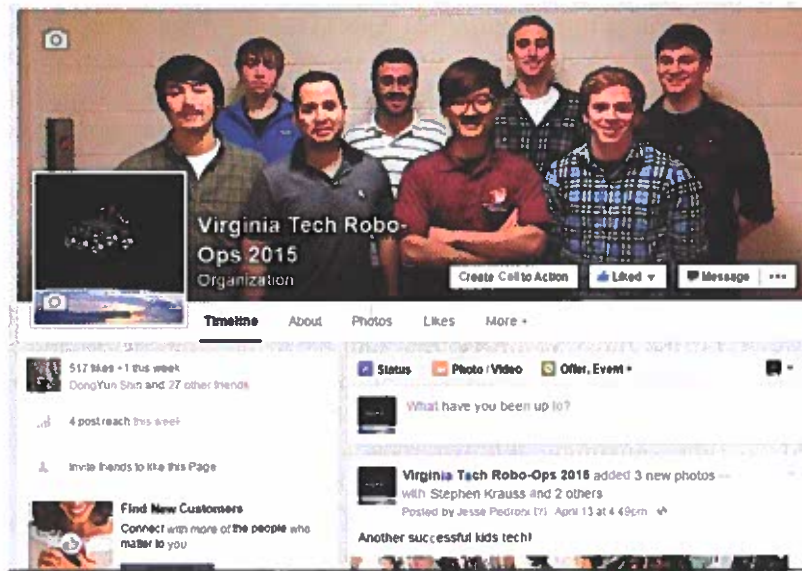 Virginia Tech Robo-
Ops 2015
Organization
Create Call to Action
Liked
Message
Timeline
About
Photos
Likes
More
517 likes +1 this week
DongYun Shin and 27 other friends
4 post reach this week
Invite friends to like this Page
Find New Customers
Connect with more of the people who
matter to you
Status
Photo / Video
Offer, Event +
What have you been up to?
Virginia Tech Robo-Ops 2015 added 3 new photos —
with Stephen Krauss and 2 others
Posted by Jesse Pedroni [?] April 13 at 4:49pm
Another successful kids tech!